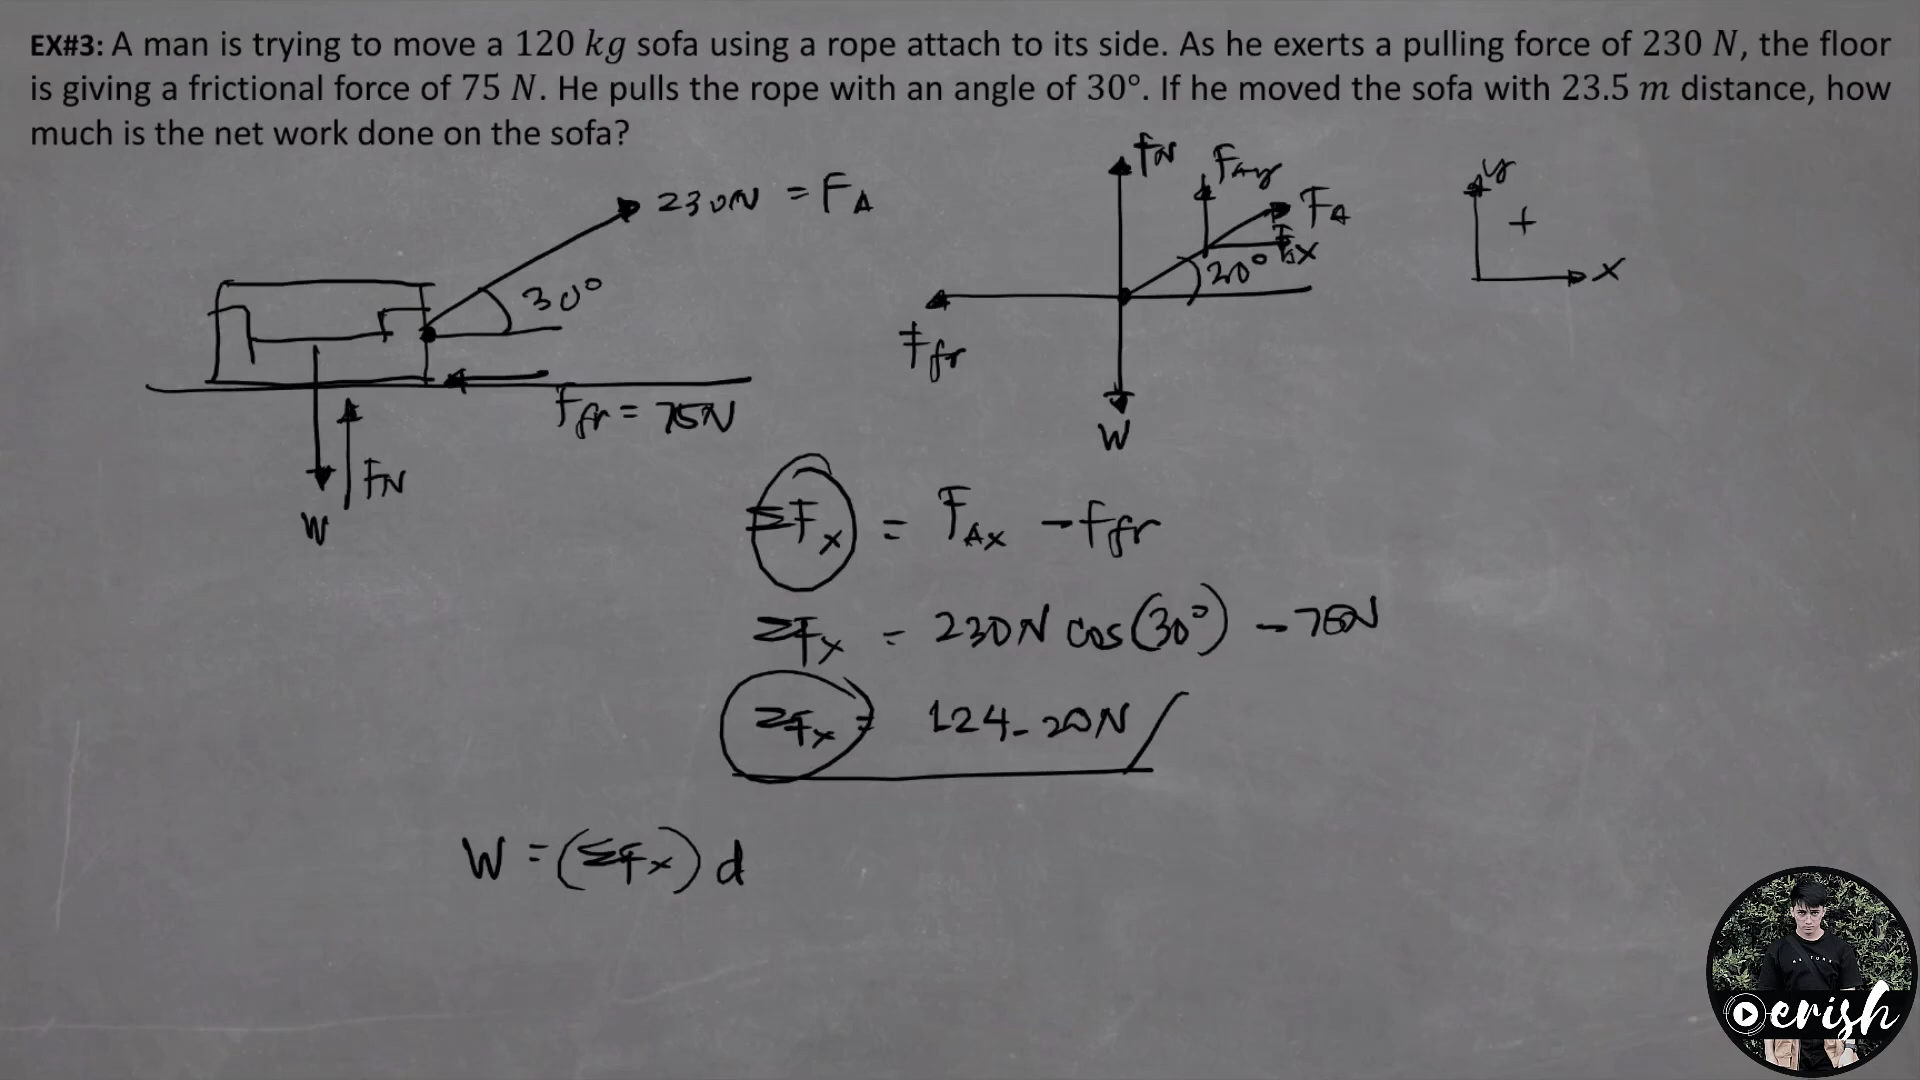 EX#3: A man is trying to move a 120 kg sofa using a rope attach to its side. As he exerts a pulling force of 230 N, the floor
is giving a frictional force of 75 N. He pulls the rope with an angle of 30°. If he moved the sofa with 23.5 m distance, how
much is the net work done on the sofa?
230N = FA
30°
Ffr = 75N
FN
W
FN
FAy
FA
30°
Ffr
W
y
+
x
ΣFx = FAx - Ffr
ΣFx = 230N cos(30°) - 75N
ΣFx = 124.20N
W = (ΣFx) d
erish